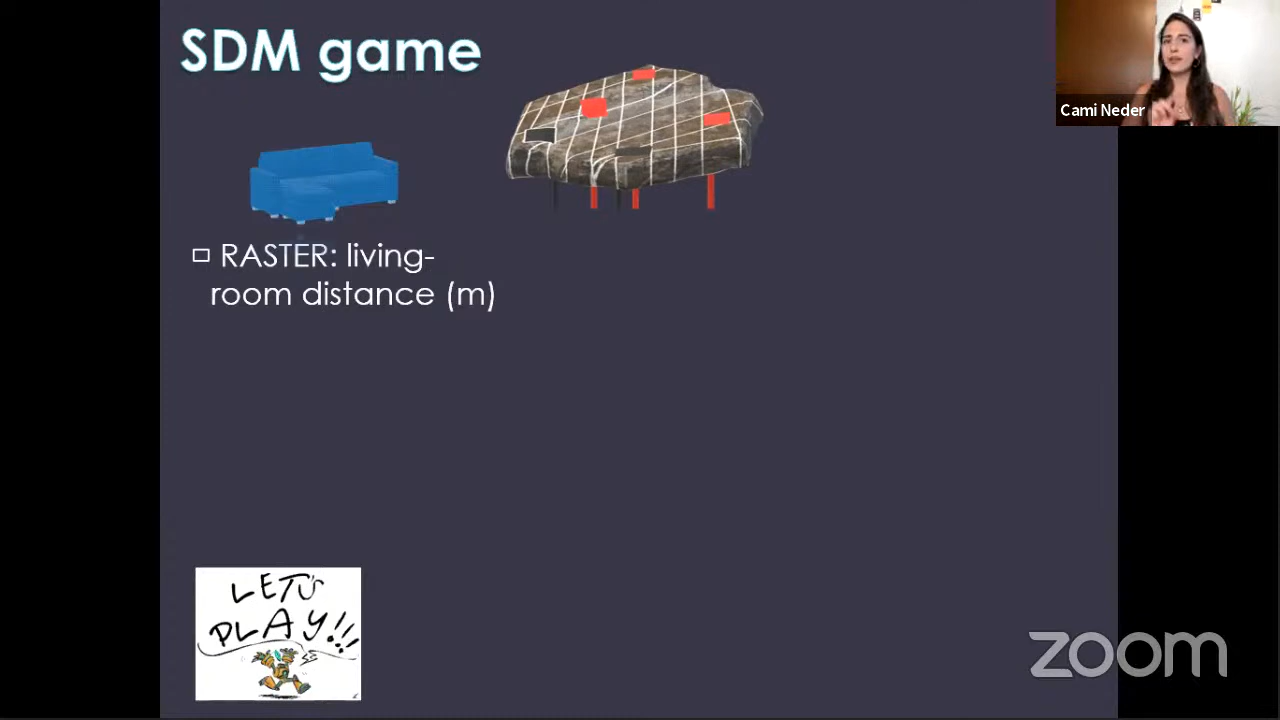 SDM game
Cami Neder
RASTER: living-
room distance (m)
LET'S
PLAY!!!
zoom